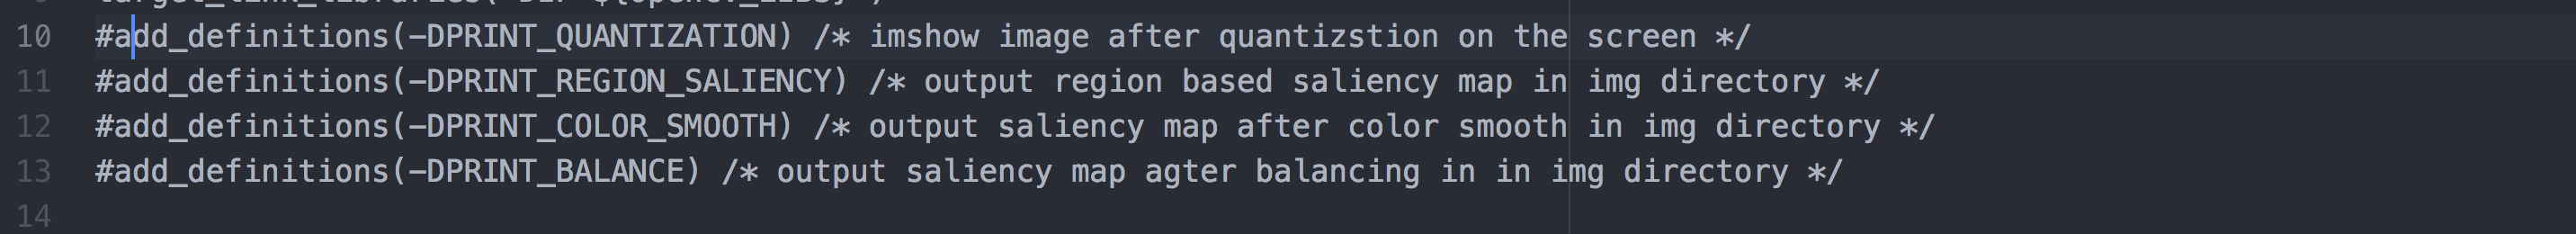 10 #add_definitions(-DPRINT_QUANTIZATION) /* imshow image after quantizstion on the screen */
11 #add_definitions(-DPRINT_REGION_SALIENCY) /* output region based saliency map in img directory */
12 #add_definitions(-DPRINT_COLOR_SMOOTH) /* output saliency map after color smooth in img directory */
13 #add_definitions(-DPRINT_BALANCE) /* output saliency map agter balancing in in img directory */
14